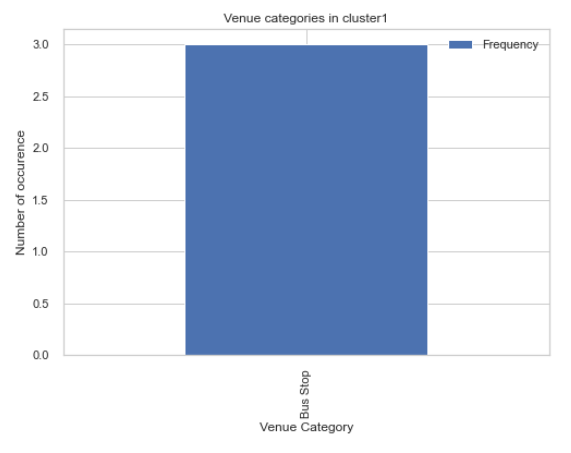 Venue categories in cluster1
Frequency
3.0
2.5
2.0
1.5
1.0
0.5
0.0
Number of occurence
Bus Stop
Venue Category